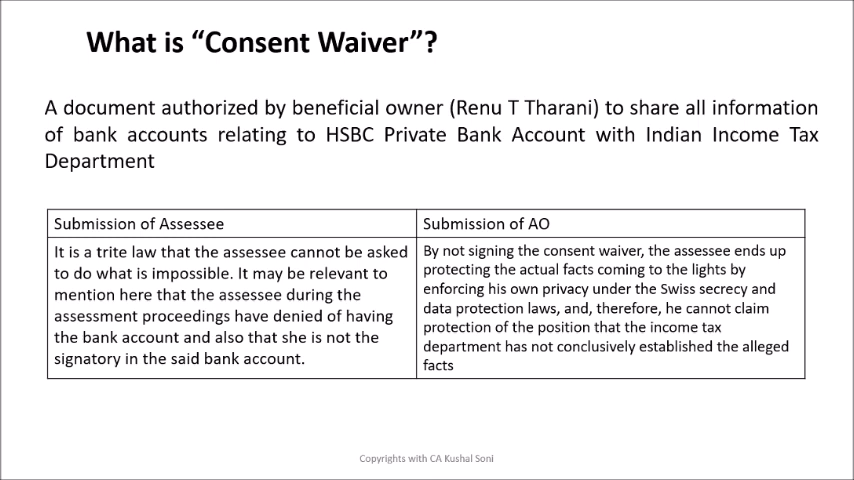 What is “Consent Waiver”?
A document authorized by beneficial owner (Renu T Tharani) to share all information
of bank accounts relating to HSBC Private Bank Account with Indian Income Tax
Department
Submission of Assessee
It is a trite law that the assessee cannot be asked
to do what is impossible. It may be relevant to
mention here that the assessee during the
assessment proceedings have denied of having
the bank account and also that she is not the
signatory in the said bank account.
Submission of AO
By not signing the consent waiver, the assessee ends up
protecting the actual facts coming to the lights by
enforcing his own privacy under the Swiss secrecy and
data protection laws, and, therefore, he cannot claim
protection of the position that the income tax
department has not conclusively established the alleged
facts
Copyrights with CA Kushal Soni